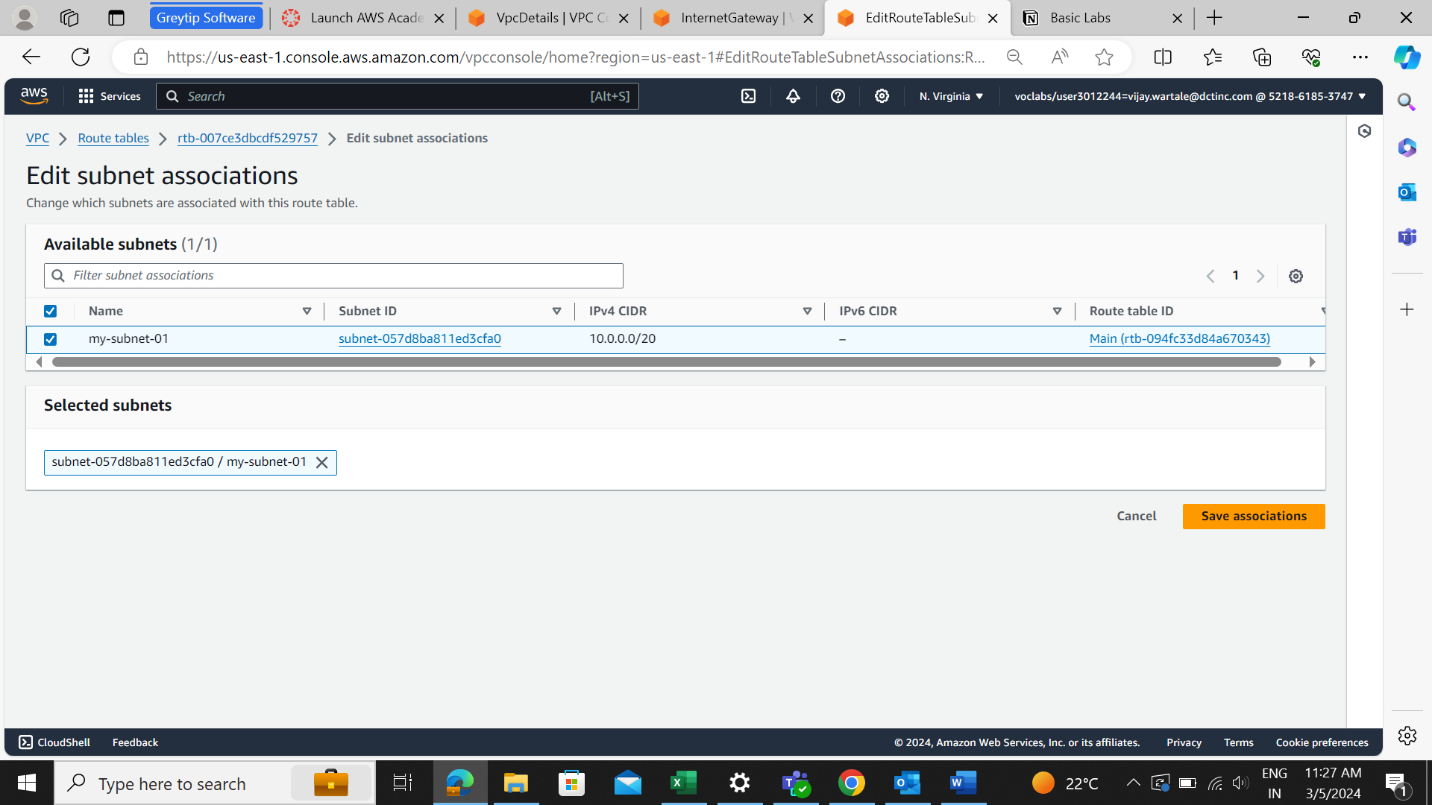 Greytip Software
Launch AWS Acade
VpcDetails | VPC Co
InternetGateway | V
EditRouteTableSub
Basic Labs
https://us-east-1.console.aws.amazon.com/vpcconsole/home?region=us-east-1#EditRouteTableSubnetAssociations:R...
aws
Services
Search
[Alt+S]
N. Virginia
voclabs/user3012244=vijay.wartale@dctinc.com @ 5218-6185-3747
VPC
Route tables
rtb-007ce3dbcdf529757
Edit subnet associations
Edit subnet associations
Change which subnets are associated with this route table.
Available subnets (1/1)
Filter subnet associations
1
Name
Subnet ID
IPv4 CIDR
IPv6 CIDR
Route table ID
my-subnet-01
subnet-057d8ba811ed3cfa0
10.0.0.0/20
–
Main (rtb-094fc33d84a670343)
Selected subnets
subnet-057d8ba811ed3cfa0 / my-subnet-01
Cancel
Save associations
CloudShell
Feedback
© 2024, Amazon Web Services, Inc. or its affiliates.
Privacy
Terms
Cookie preferences
Type here to search
22°C
ENG
IN
11:27 AM
3/5/2024
1